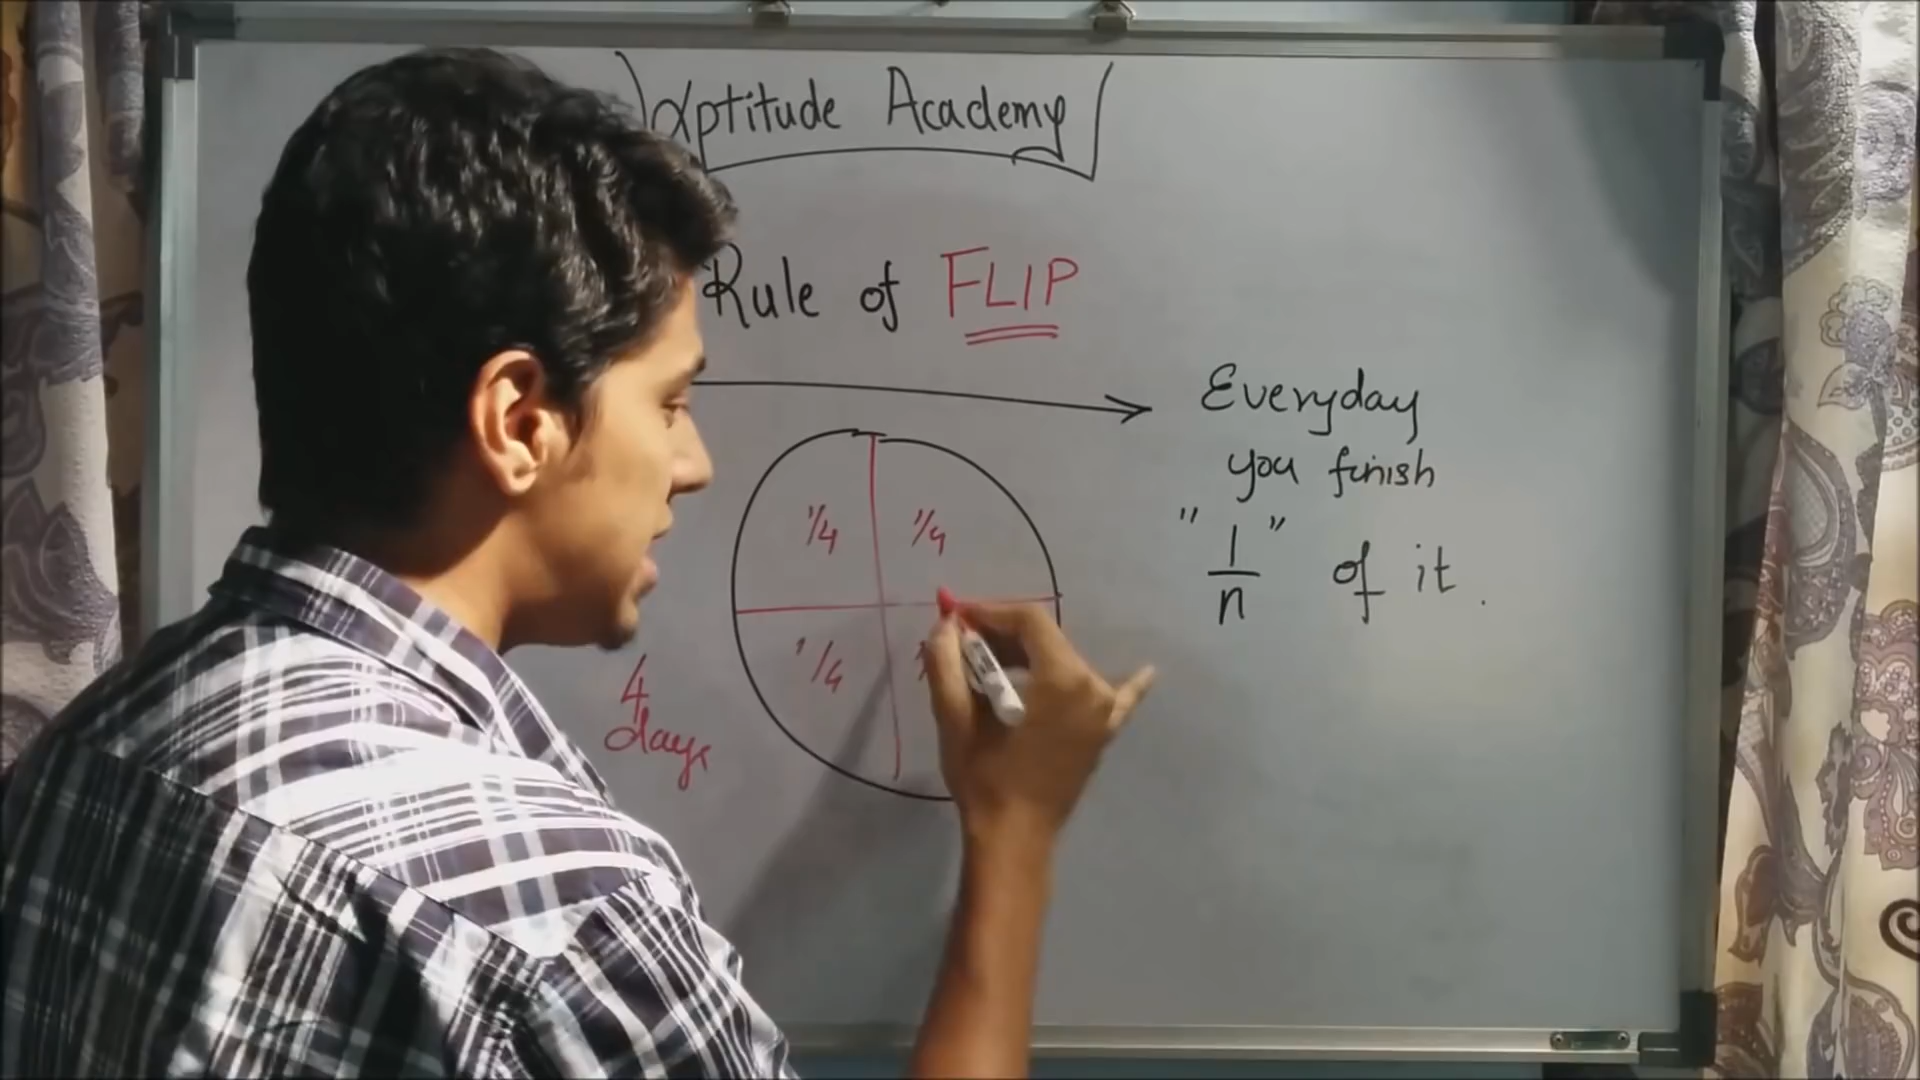 Aptitude Academy
Rule of FLIP
Everyday
you finish
"1/n" of it.
1/4 1/4
1/4
4
days